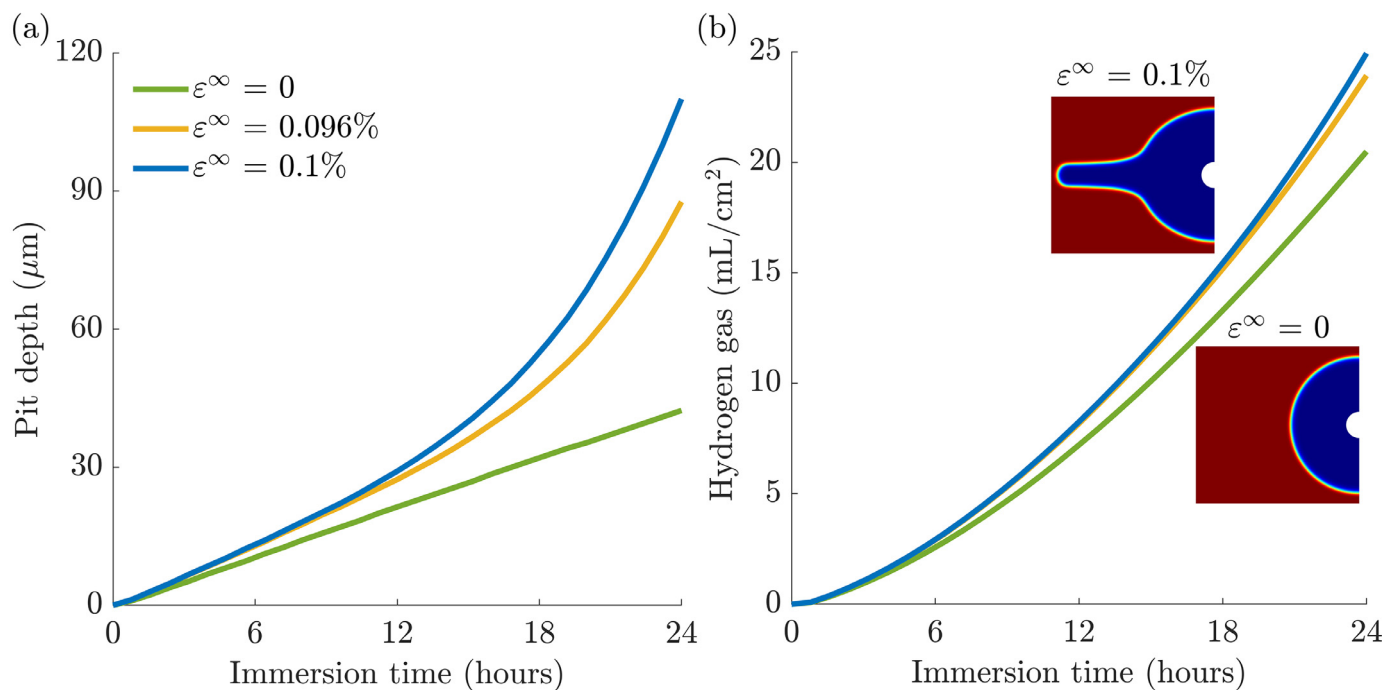 (a)
120
90
60
30
0
Pit depth (μm)
ε∞ = 0
ε∞ = 0.096%
ε∞ = 0.1%
0 6 12 18 24
Immersion time (hours)
(b)
25
20
15
10
5
0
Hydrogen gas (mL/cm²)
ε∞ = 0.1%
ε∞ = 0
0 6 12 18 24
Immersion time (hours)